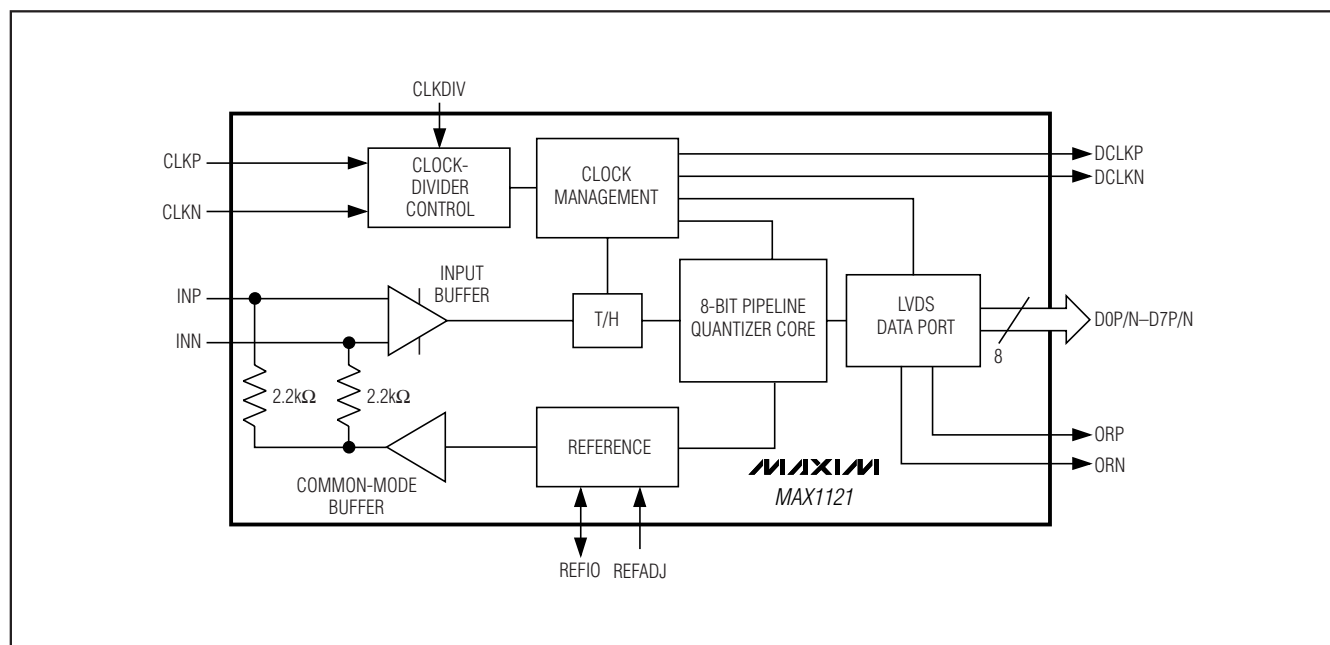 CLKDIV
CLKP
CLKN
CLOCK-
DIVIDER
CONTROL
CLOCK
MANAGEMENT
DCLKP
DCLKN
INPUT
BUFFER
INP
INN
T/H
8-BIT PIPELINE
QUANTIZER CORE
LVDS
DATA PORT
8
D0P/N–D7P/N
2.2kΩ
2.2kΩ
COMMON-MODE
BUFFER
REFERENCE
MAXIM
MAX1121
ORP
ORN
REFIO
REFADJ